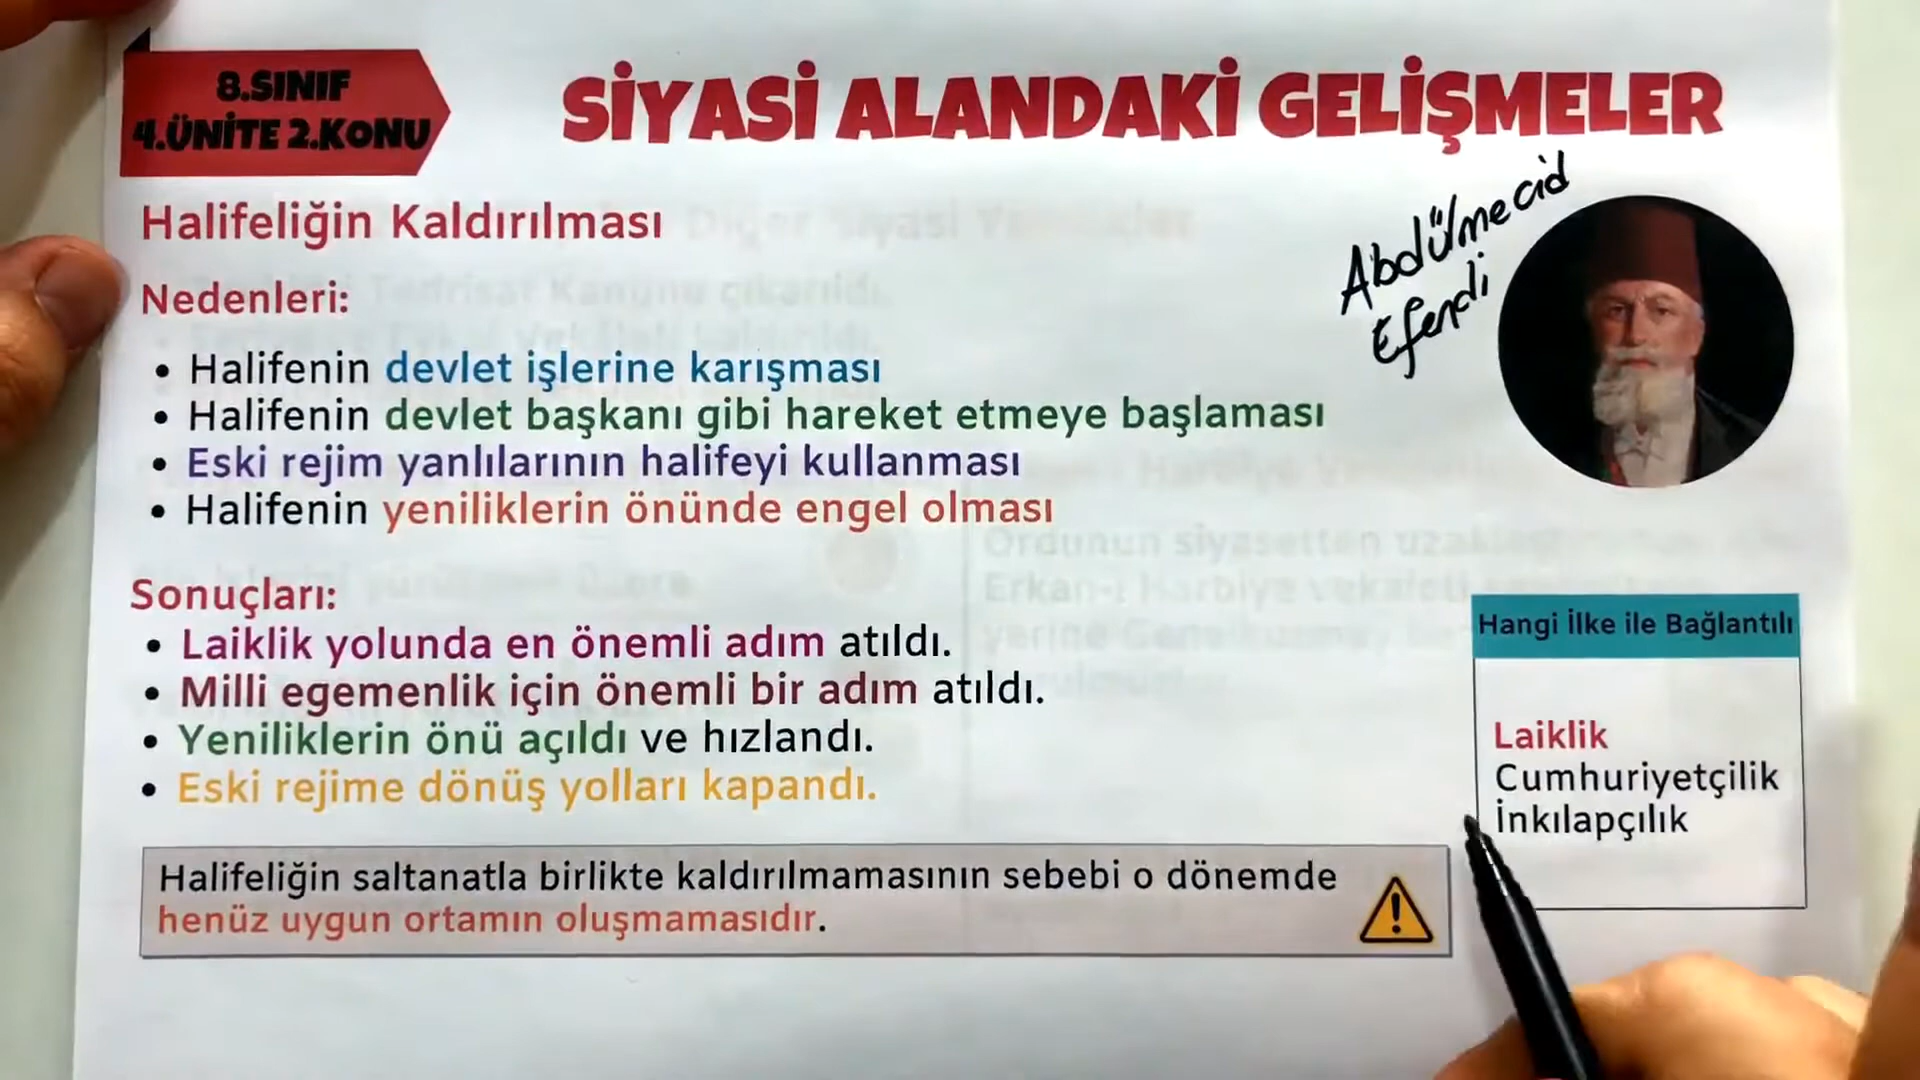 8.SINIF
4.ÜNİTE 2.KONU
SİYASİ ALANDAKİ GELİŞMELER
Abdülmecid
Efendi
Halifeliğin Kaldırılması
Nedenleri:
• Halifenin devlet işlerine karışması
• Halifenin devlet başkanı gibi hareket etmeye başlaması
• Eski rejim yanlılarının halifeyi kullanması
• Halifenin yeniliklerin önünde engel olması
Sonuçları:
• Laiklik yolunda en önemli adım atıldı.
• Milli egemenlik için önemli bir adım atıldı.
• Yeniliklerin önü açıldı ve hızlandı.
• Eski rejime dönüş yolları kapandı.
Hangi İlke ile Bağlantılı
Laiklik
Cumhuriyetçilik
İnkılapçılık
Halifeliğin saltanatla birlikte kaldırılmamasının sebebi o dönemde
henüz uygun ortamın oluşmamasıdır.